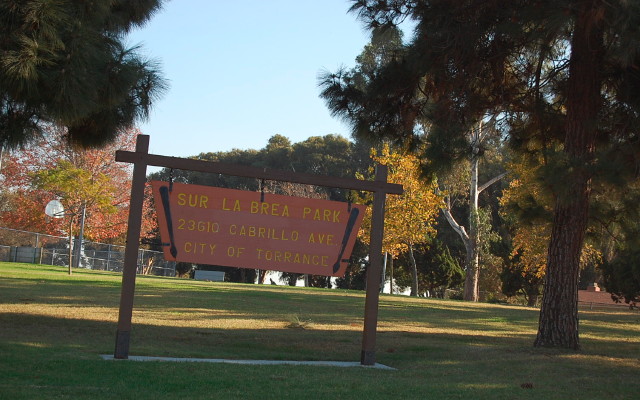 SUR LA BREA PARK
23610 CABRILLO AVE.
CITY OF TORRANCE